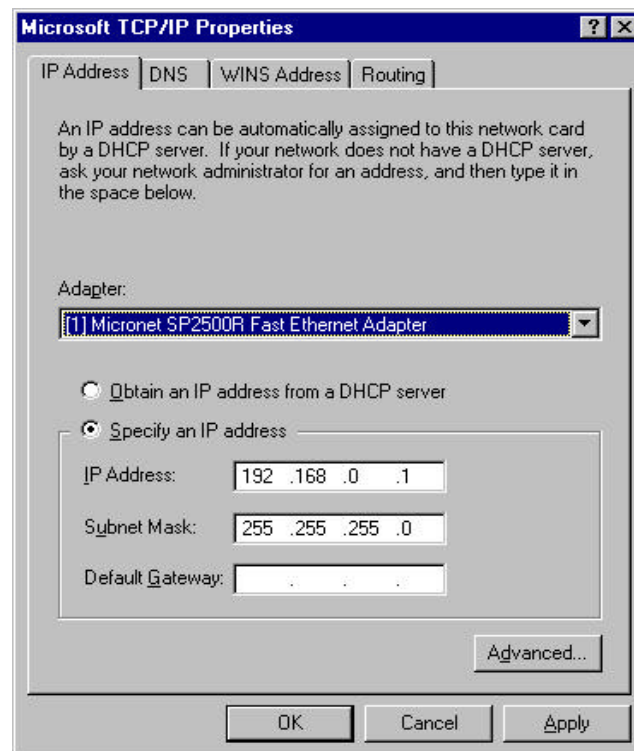 Microsoft TCP/IP Properties
IP Address DNS WINS Address Routing
An IP address can be automatically assigned to this network card
by a DHCP server. If your network does not have a DHCP server,
ask your network administrator for an address, and then type it in
the space below.
Adapter:
[1] Micronet SP2500R Fast Ethernet Adapter
Obtain an IP address from a DHCP server
Specify an IP address
IP Address: 192 .168 .0 .1
Subnet Mask: 255 .255 .255 .0
Default Gateway: . . .
Advanced...
OK Cancel Apply